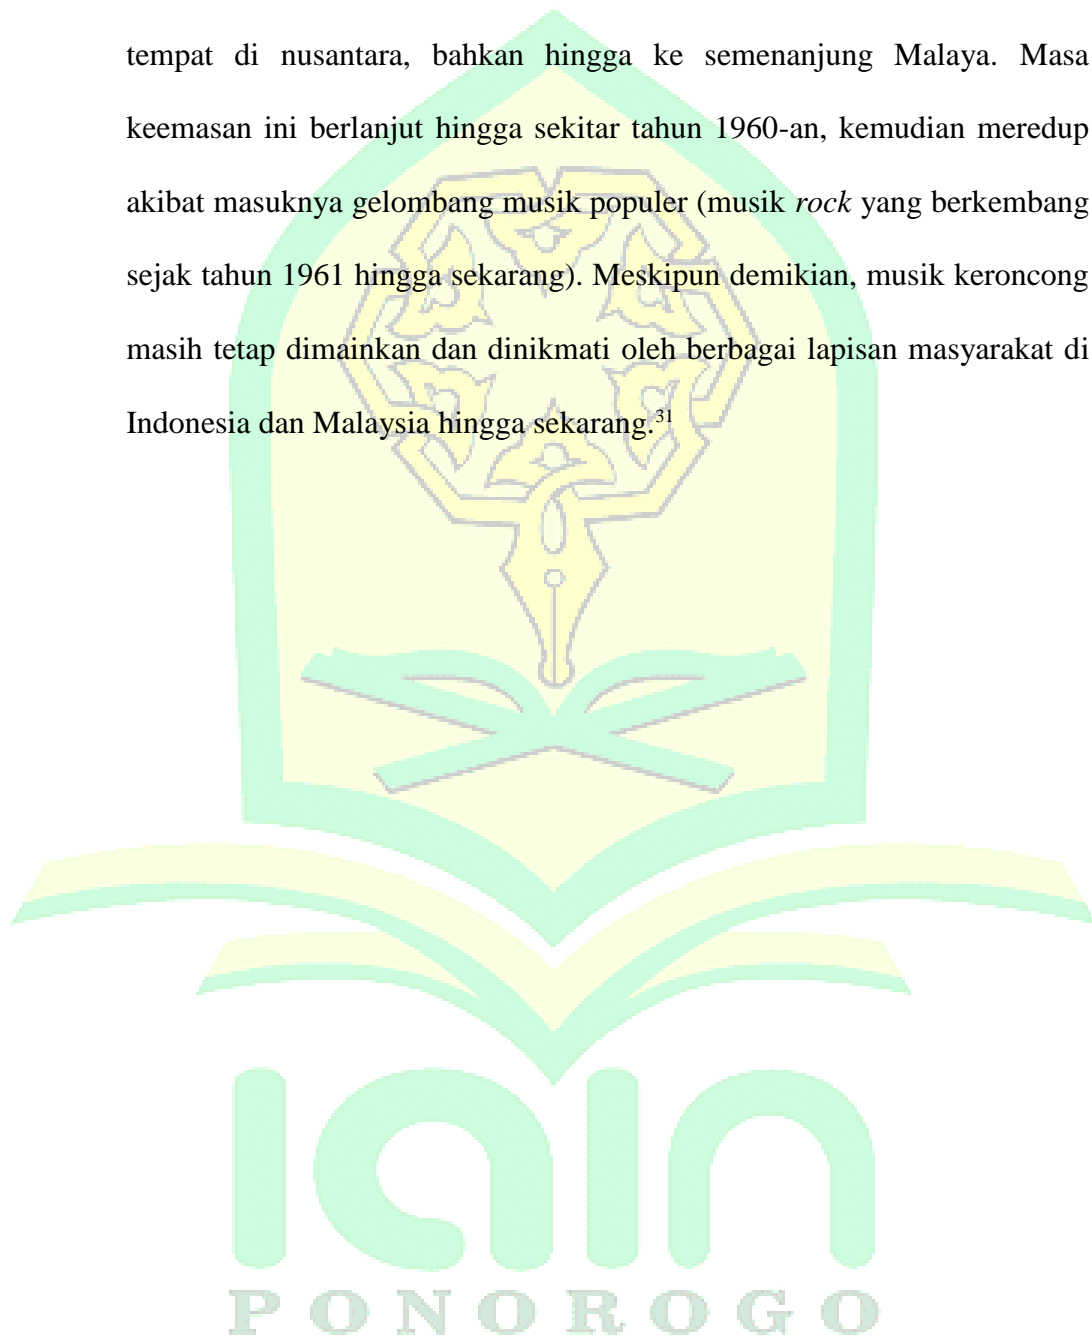 tempat di nusantara, bahkan hingga ke semenanjung Malaya. Masa
keemasan ini berlanjut hingga sekitar tahun 1960-an, kemudian meredup
akibat masuknya gelombang musik populer (musik rock yang berkembang
sejak tahun 1961 hingga sekarang). Meskipun demikian, musik keroncong
masih tetap dimainkan dan dinikmati oleh berbagai lapisan masyarakat di
Indonesia dan Malaysia hingga sekarang.31
iain
PONOROGO